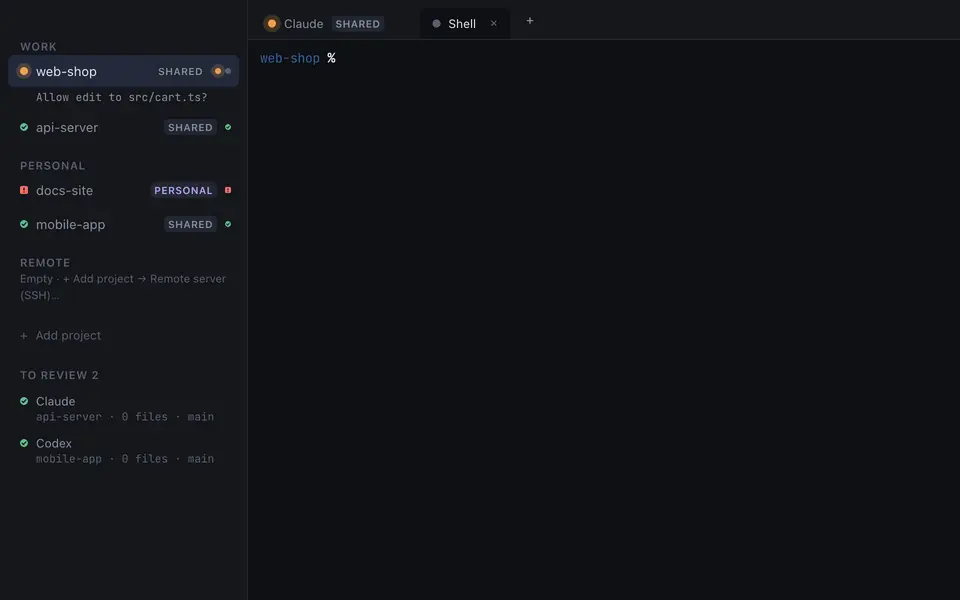 WORK
web-shop SHARED
Allow edit to src/cart.ts?
api-server SHARED
PERSONAL
docs-site PERSONAL
mobile-app SHARED
REMOTE
Empty · + Add project → Remote server
(SSH)…
+ Add project
TO REVIEW 2
Claude
api-server · 0 files · main
Codex
mobile-app · 0 files · main
Claude SHARED
Shell × +
web-shop %